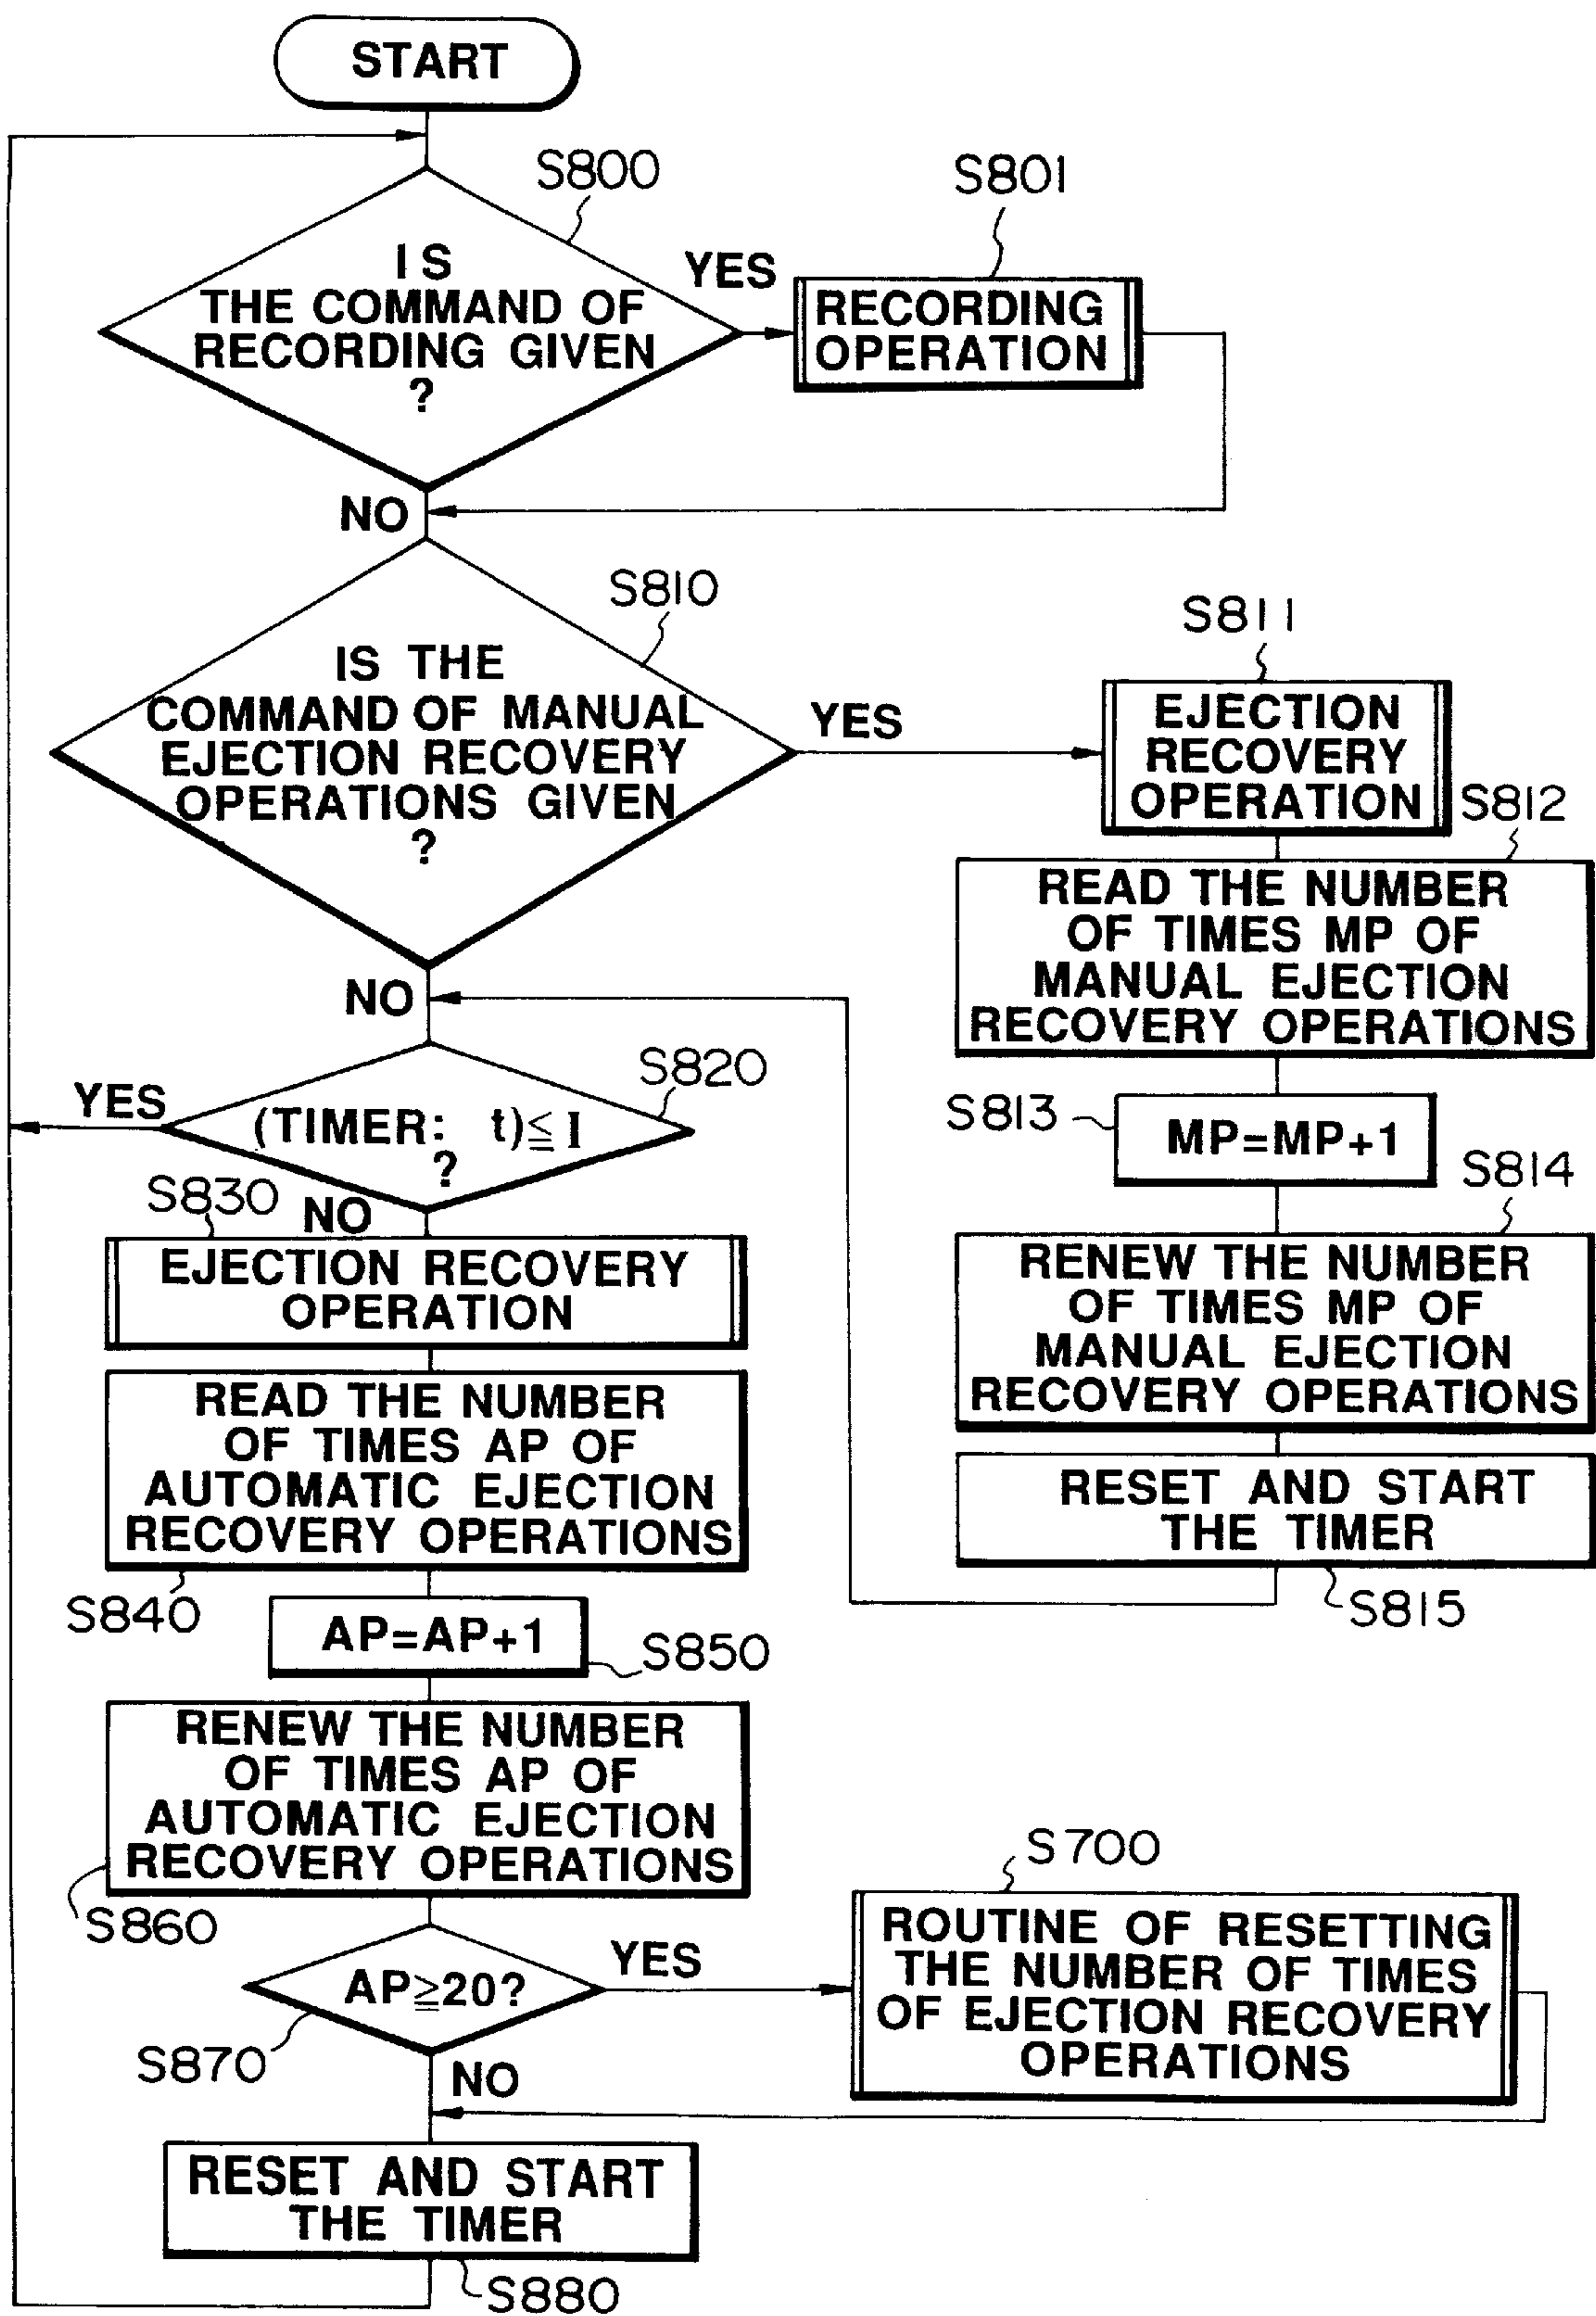 START
S800
IS
THE COMMAND OF
RECORDING GIVEN
?
YES
S801
RECORDING
OPERATION
NO
S810
IS THE
COMMAND OF MANUAL
EJECTION RECOVERY
OPERATIONS GIVEN
?
YES
S811
EJECTION
RECOVERY
OPERATION
S812
READ THE NUMBER
OF TIMES MP OF
MANUAL EJECTION
RECOVERY OPERATIONS
S813
MP=MP+1
S814
RENEW THE NUMBER
OF TIMES MP OF
MANUAL EJECTION
RECOVERY OPERATIONS
RESET AND START
THE TIMER
S815
NO
S820
YES
(TIMER: t)≦I
?
NO
S830
EJECTION RECOVERY
OPERATION
READ THE NUMBER
OF TIMES AP OF
AUTOMATIC EJECTION
RECOVERY OPERATIONS
S840
AP=AP+1
S850
RENEW THE NUMBER
OF TIMES AP OF
AUTOMATIC EJECTION
RECOVERY OPERATIONS
S860
AP≧20?
S870
YES
S700
ROUTINE OF RESETTING
THE NUMBER OF TIMES
OF EJECTION RECOVERY
OPERATIONS
NO
RESET AND START
THE TIMER
S880